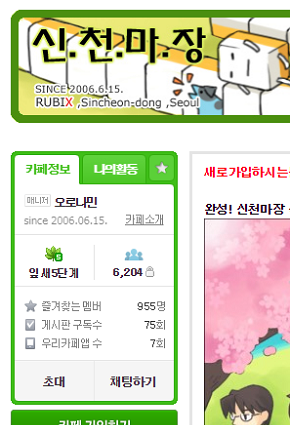 신.천.마.장
SINCE 2006.6.15.
RUBIX ,Sincheon-dong ,Seoul
카페정보 나의활동
새로가입하시는
매니저 오로나민
since 2006.06.15. 카페소개
완성! 신천마장
잎새5단계 6,204
즐겨찾는 멤버 955명
게시판 구독수 75회
우리카페앱 수 7회
초대 채팅하기
카페 가입하기